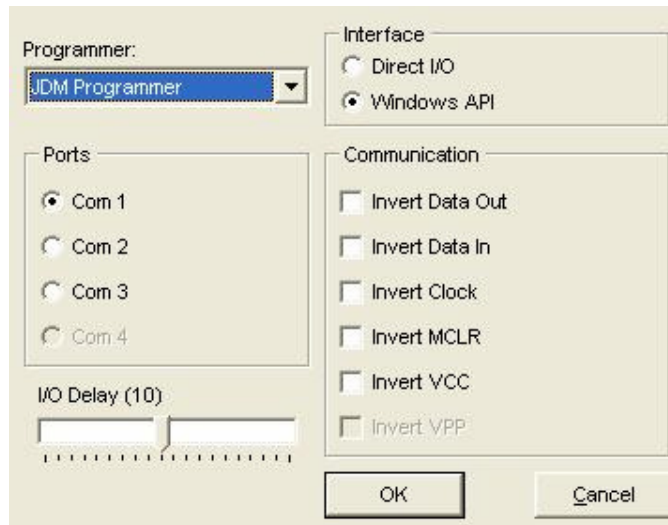 Programmer:
JDM Programmer
Interface
Direct I/O
Windows API
Ports
Com 1
Com 2
Com 3
Com 4
I/O Delay (10)
Communication
Invert Data Out
Invert Data In
Invert Clock
Invert MCLR
Invert VCC
Invert VPP
OK
Cancel